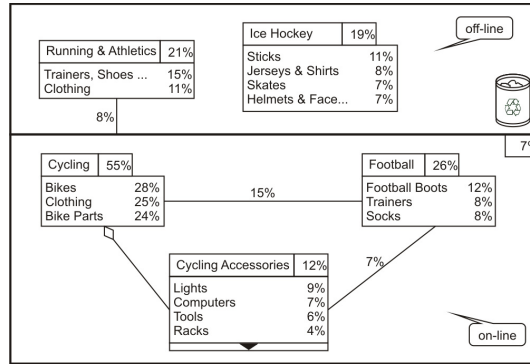 Ice Hockey 19%
Sticks 11%
Jerseys & Shirts 8%
Skates 7%
Helmets & Face... 7%
off-line
Running & Athletics 21%
Trainers, Shoes ... 15%
Clothing 11%
8%
7%
Cycling 55%
Bikes 28%
Clothing 25%
Bike Parts 24%
15%
Football 26%
Football Boots 12%
Trainers 8%
Socks 8%
7%
Cycling Accessories 12%
Lights 9%
Computers 7%
Tools 6%
Racks 4%
on-line